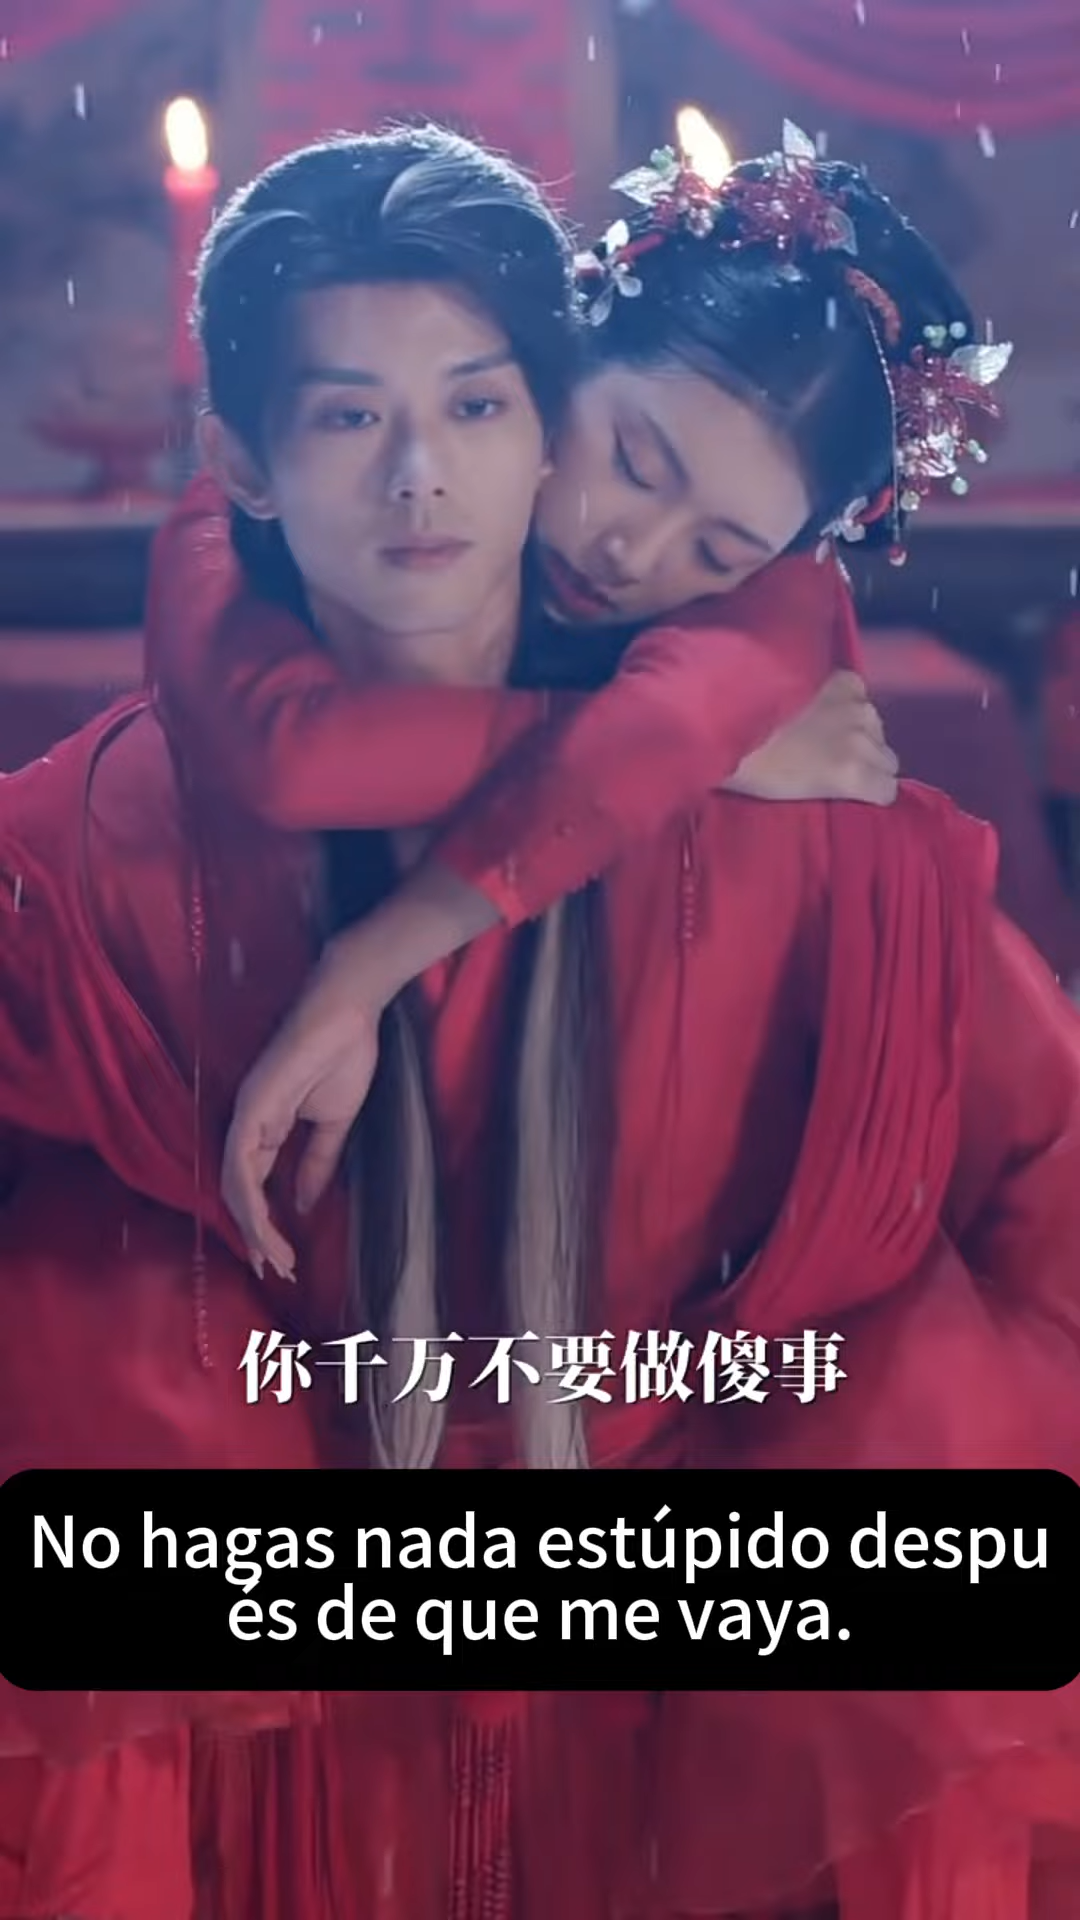 你千万不要做傻事
No hagas nada estúpido despu
és de que me vaya.